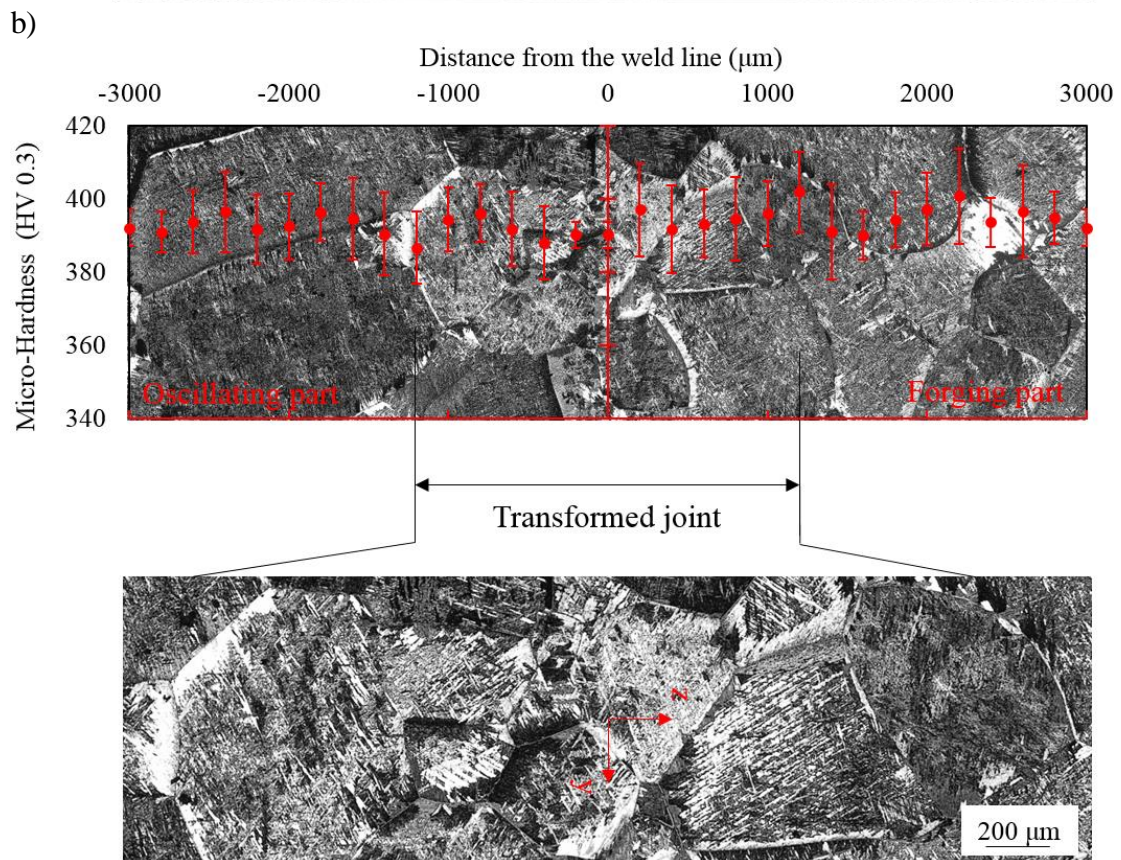 b)
Distance from the weld line (μm)
-3000 -2000 -1000 0 1000 2000 3000
Micro-Hardness (HV 0.3)
420
400
380
360
340
Oscillating part
Forging part
Transformed joint
z
y
200 μm